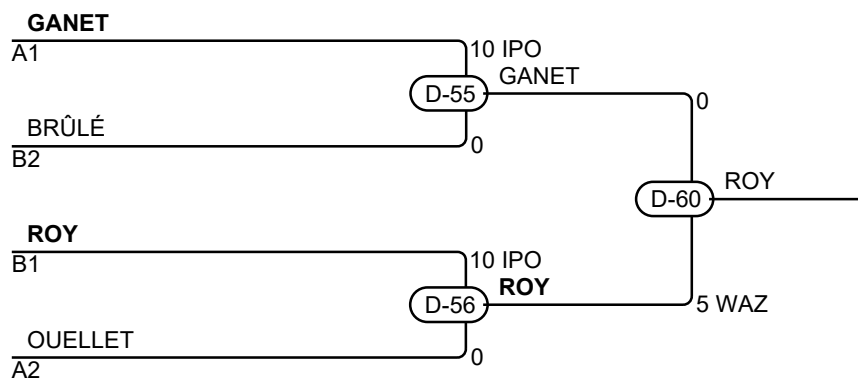 GANET
A1
10 IPO
GANET
D-55
0
BRÛLÉ
0
B2
D-60
ROY
ROY
B1
10 IPO
ROY
D-56
5 WAZ
OUELLET
0
A2